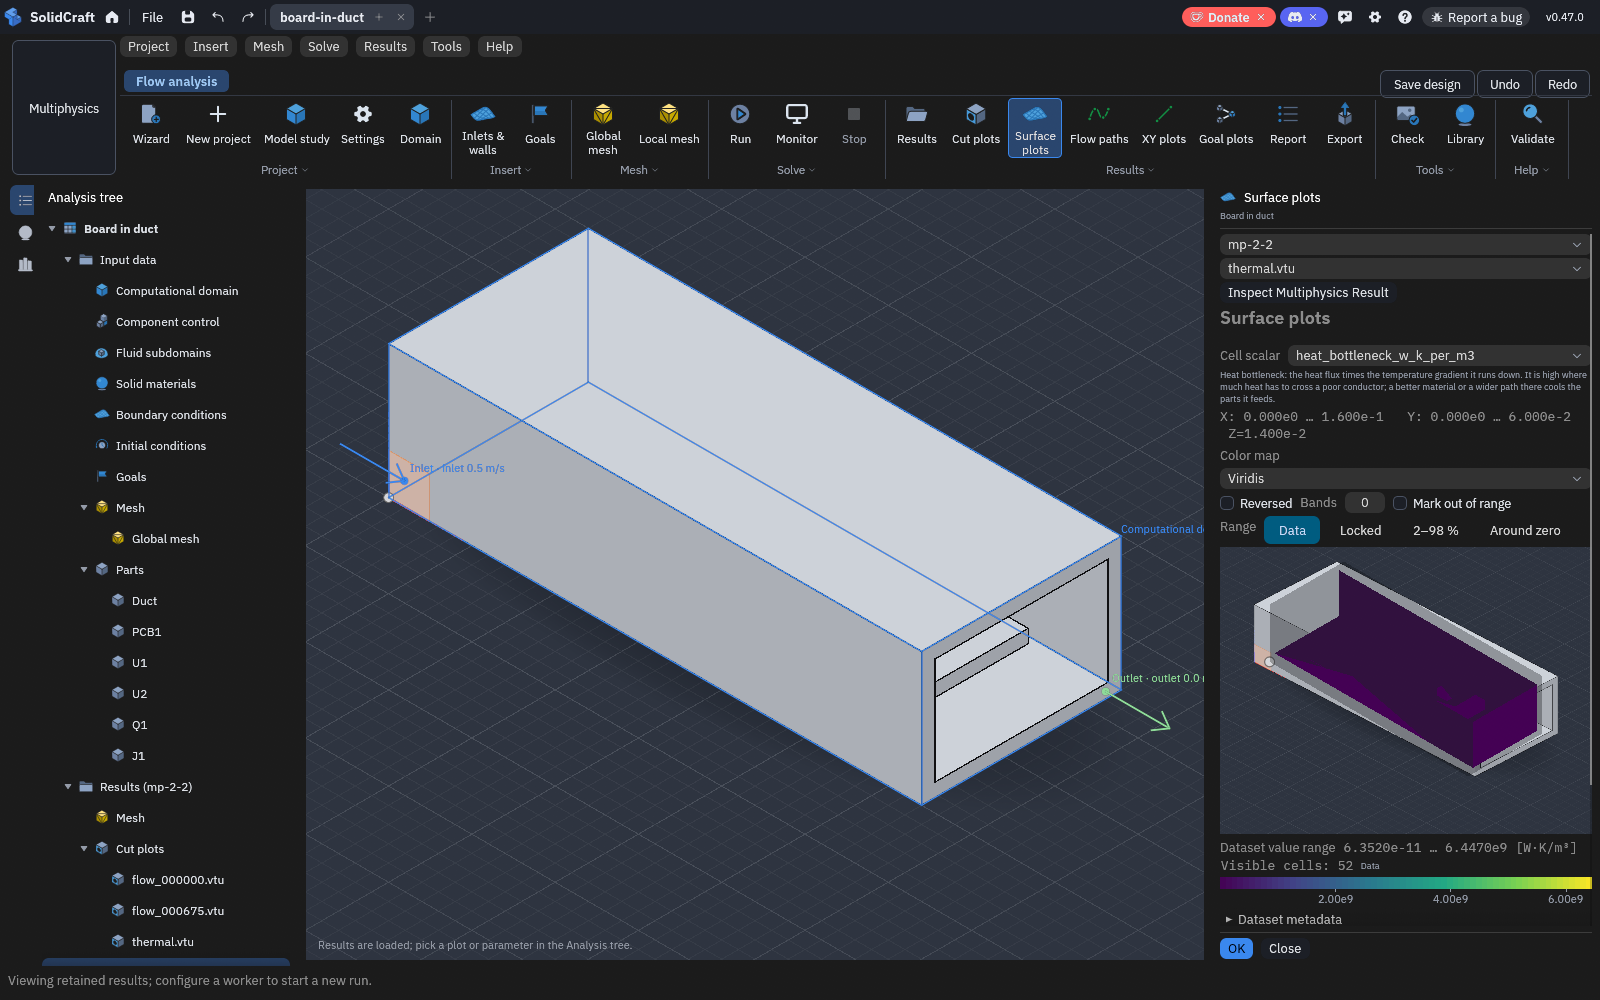 SolidCraft
File
board-in-duct
Donate
Report a bug
v0.47.0
Multiphysics
Project
Insert
Mesh
Solve
Results
Tools
Help
Flow analysis
Save design
Undo
Redo
Wizard
New project
Model study
Settings
Domain
Inlets &
walls
Goals
Global
mesh
Local mesh
Run
Monitor
Stop
Results
Cut plots
Surface
plots
Flow paths
XY plots
Goal plots
Report
Export
Check
Library
Validate
Project
Insert
Mesh
Solve
Results
Tools
Help
Analysis tree
Board in duct
Input data
Computational domain
Component control
Fluid subdomains
Solid materials
Boundary conditions
Initial conditions
Goals
Mesh
Global mesh
Parts
Duct
PCB1
U1
U2
Q1
J1
Results (mp-2-2)
Mesh
Cut plots
flow_000000.vtu
flow_000675.vtu
thermal.vtu
Inlet · inlet 0.5 m/s
Computational d
Outlet · outlet 0.0
Results are loaded; pick a plot or parameter in the Analysis tree.
Surface plots
Board in duct
mp-2-2
thermal.vtu
Inspect Multiphysics Result
Surface plots
Cell scalar heat_bottleneck_w_k_per_m3
Heat bottleneck: the heat flux times the temperature gradient it runs down. It is high where
much heat has to cross a poor conductor; a better material or a wider path there cools the
parts it feeds.
X: 0.000e0 … 1.600e-1 Y: 0.000e0 … 6.000e-2
Z=1.400e-2
Color map
Viridis
Reversed Bands 0 Mark out of range
Range Data Locked 2–98 % Around zero
Dataset value range 6.3520e-11 … 6.4470e9 [W·K/m³]
Visible cells: 52 Data
2.00e9 4.00e9 6.00e9
Dataset metadata
OK Close
Viewing retained results; configure a worker to start a new run.